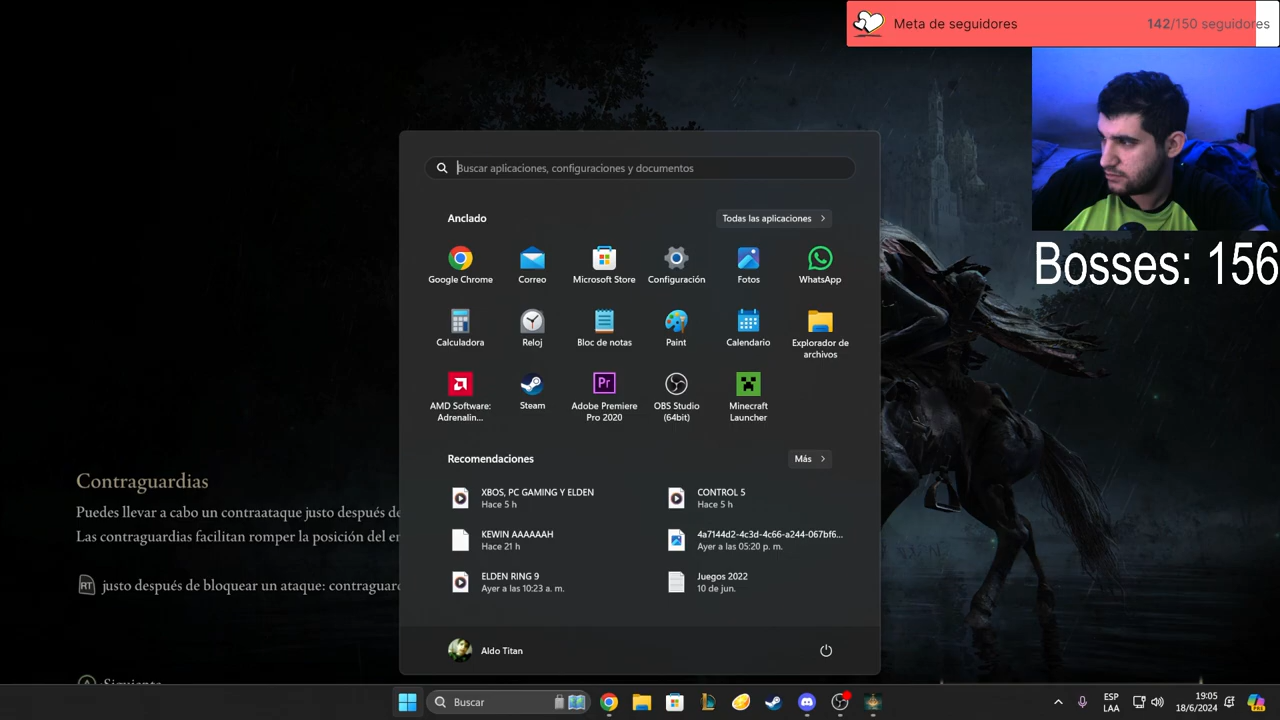 Meta de seguidores
142/150 seguidores
Bosses: 156
Buscar aplicaciones, configuraciones y documentos
Anclado
Todas las aplicaciones
Google Chrome
Correo
Microsoft Store
Configuración
Fotos
WhatsApp
Calculadora
Reloj
Bloc de notas
Paint
Calendario
Explorador de
archivos
AMD Software:
Adrenalin...
Steam
Adobe Premiere
Pro 2020
OBS Studio
(64bit)
Minecraft
Launcher
Recomendaciones
Más
XBOS, PC GAMING Y ELDEN
Hace 5 h
CONTROL 5
Hace 5 h
KEWIN AAAAAAH
Hace 21 h
4a7144d2-4c3d-4c66-a244-067bf6...
Ayer a las 05:20 p. m.
ELDEN RING 9
Ayer a las 10:23 a. m.
Juegos 2022
10 de jun.
Contraguardias
Puedes llevar a cabo un contraataque justo después de
Las contraguardias facilitan romper la posición del en
RT justo después de bloquear un ataque: contraguar
Aldo Titan
Siguiente
Buscar
ESP
LAA
19:05
18/6/2024